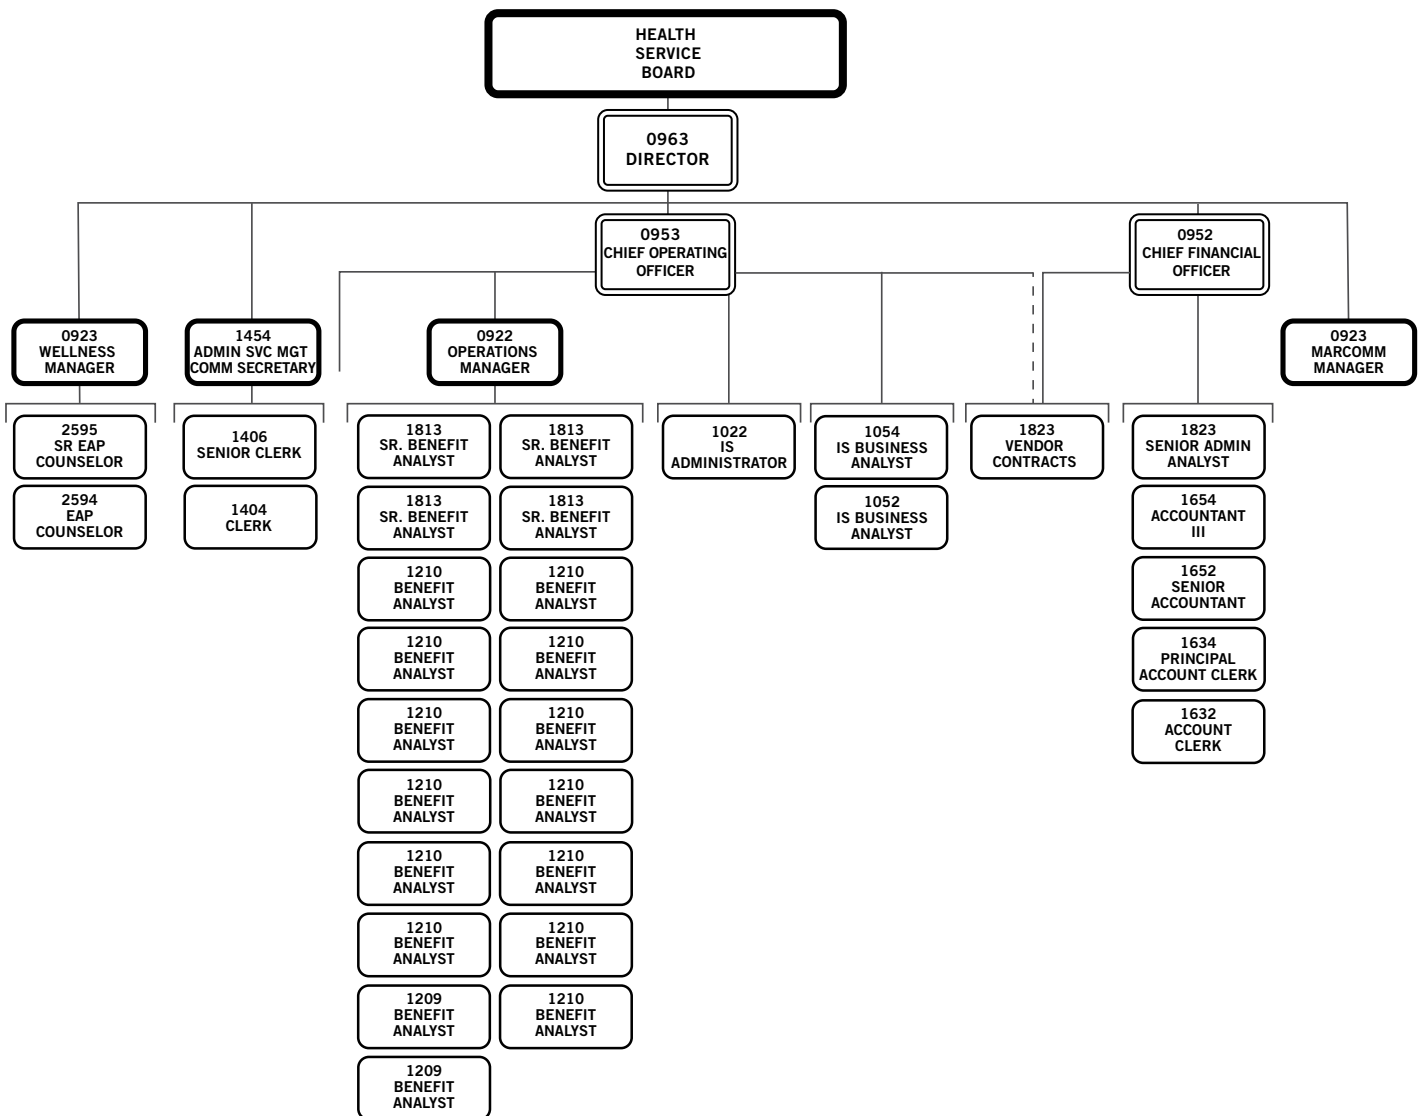 HEALTH
SERVICE
BOARD
0963
DIRECTOR
0953
CHIEF OPERATING
OFFICER
0952
CHIEF FINANCIAL
OFFICER
0923
WELLNESS
MANAGER
1454
ADMIN SVC MGT
COMM SECRETARY
0922
OPERATIONS
MANAGER
0923
MARCOMM
MANAGER
2595
SR EAP
COUNSELOR
2594
EAP
COUNSELOR
1406
SENIOR CLERK
1404
CLERK
1813
SR. BENEFIT
ANALYST
1813
SR. BENEFIT
ANALYST
1813
SR. BENEFIT
ANALYST
1813
SR. BENEFIT
ANALYST
1210
BENEFIT
ANALYST
1210
BENEFIT
ANALYST
1210
BENEFIT
ANALYST
1210
BENEFIT
ANALYST
1210
BENEFIT
ANALYST
1210
BENEFIT
ANALYST
1210
BENEFIT
ANALYST
1210
BENEFIT
ANALYST
1210
BENEFIT
ANALYST
1210
BENEFIT
ANALYST
1210
BENEFIT
ANALYST
1210
BENEFIT
ANALYST
1209
BENEFIT
ANALYST
1210
BENEFIT
ANALYST
1209
BENEFIT
ANALYST
1022
IS
ADMINISTRATOR
1054
IS BUSINESS
ANALYST
1052
IS BUSINESS
ANALYST
1823
VENDOR
CONTRACTS
1823
SENIOR ADMIN
ANALYST
1654
ACCOUNTANT
III
1652
SENIOR
ACCOUNTANT
1634
PRINCIPAL
ACCOUNT CLERK
1632
ACCOUNT
CLERK